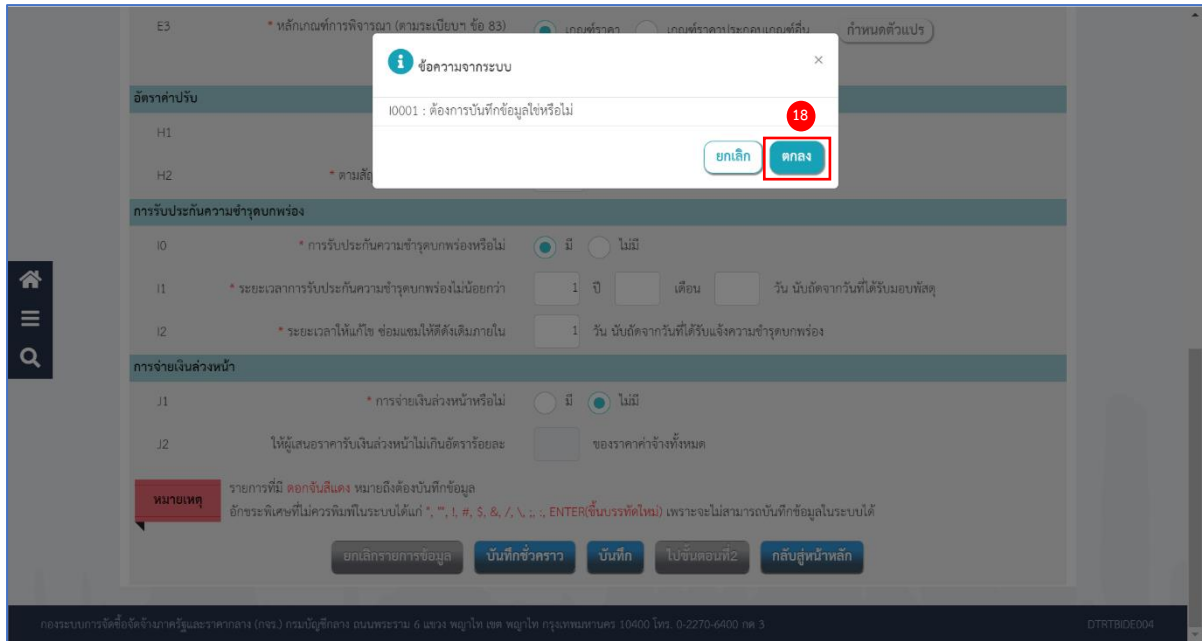 E3 * หลักเกณฑ์การพิจารณา (ตามระเบียบฯ ข้อ 83) เกณฑ์ราคา เกณฑ์ราคาประกอบเกณฑ์อื่น กำหนดตัวแปร
ข้อความจากระบบ ×
อัตราค่าปรับ
I0001 : ต้องการบันทึกข้อมูลใช่หรือไม่
18
H1
ยกเลิก ตกลง
H2 * ตามสัญ
การรับประกันความชำรุดบกพร่อง
I0 * การรับประกันความชำรุดบกพร่องหรือไม่ มี ไม่มี
I1 * ระยะเวลาการรับประกันความชำรุดบกพร่องไม่น้อยกว่า 1 ปี เดือน วัน นับถัดจากวันที่ได้รับมอบพัสดุ
I2 * ระยะเวลาให้แก้ไข ซ่อมแซมให้ดีดังเดิมภายใน 1 วัน นับถัดจากวันที่ได้รับแจ้งความชำรุดบกพร่อง
การจ่ายเงินล่วงหน้า
J1 * การจ่ายเงินล่วงหน้าหรือไม่ มี ไม่มี
J2 ให้ผู้เสนอราคารับเงินล่วงหน้าไม่เกินอัตราร้อยละ ของราคาค่าจ้างทั้งหมด
หมายเหตุ รายการที่มี ดอกจันสีแดง หมายถึงต้องบันทึกข้อมูล
อักขระพิเศษที่ไม่ควรพิมพ์ในระบบได้แก่ *, "", !, #, $, &, /, \, ;, :, ENTER(ขึ้นบรรทัดใหม่) เพราะจะไม่สามารถบันทึกข้อมูลในระบบได้
ยกเลิกรายการข้อมูล บันทึกชั่วคราว บันทึก ไปขั้นตอนที่2 กลับสู่หน้าหลัก
กองระบบการจัดซื้อจัดจ้างภาครัฐและราคากลาง (กจร.) กรมบัญชีกลาง ถนนพระราม 6 แขวง พญาไท เขต พญาไท กรุงเทพมหานคร 10400 โทร. 0-2270-6400 กด 3 DTRTBIDE004